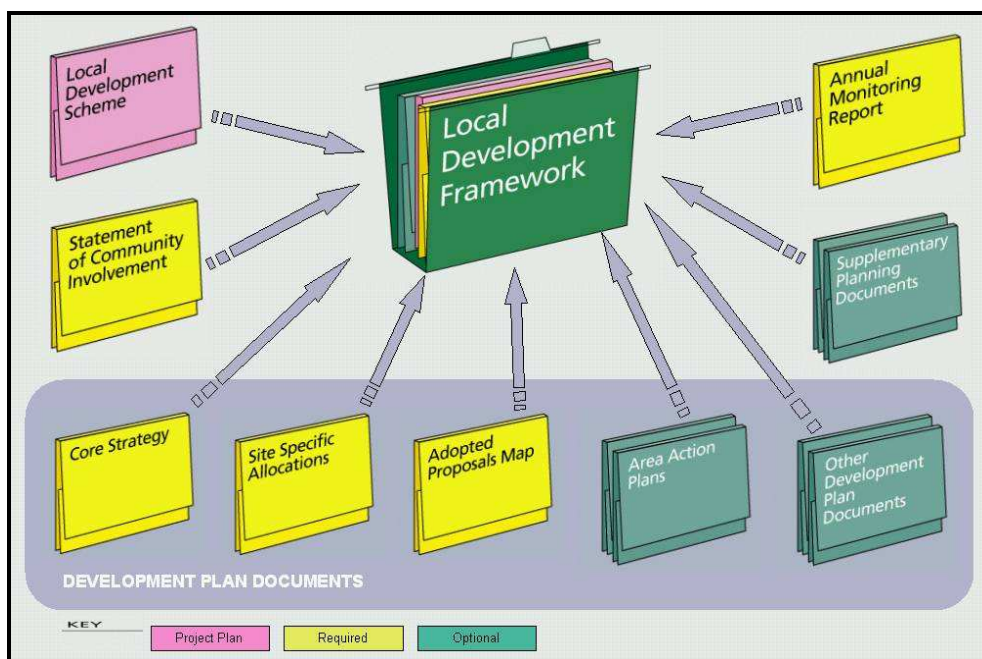 Local
Development
Scheme
Local
Development
Framework
Annual
Monitoring
Report
Statement
of Community
Involvement
Supplementary
Planning
Documents
Core Strategy
Site Specific
Allocations
Adopted
Proposals Map
Area Action
Plans
Other
Development
Plan
Documents
DEVELOPMENT PLAN DOCUMENTS
KEY
Project Plan
Required
Optional